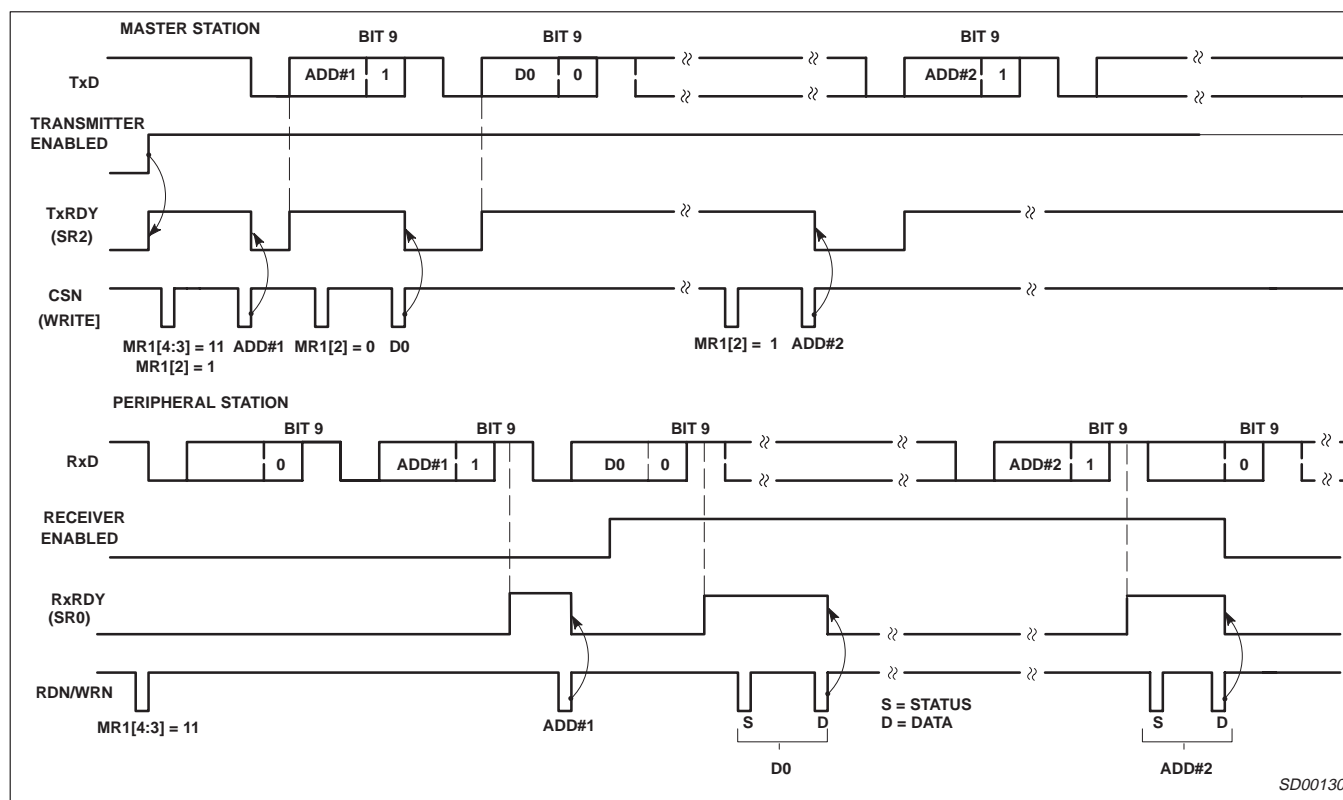 MASTER STATION
BIT 9 BIT 9 BIT 9
TxD ADD#1 1 D0 0 ADD#2 1
TRANSMITTER
ENABLED
TxRDY
(SR2)
CSN
(WRITE]
MR1[4:3] = 11 ADD#1 MR1[2] = 0 D0 MR1[2] = 1 ADD#2
MR1[2] = 1
PERIPHERAL STATION
BIT 9 BIT 9 BIT 9 BIT 9 BIT 9
RxD 0 ADD#1 1 D0 0 ADD#2 1 0
RECEIVER
ENABLED
RxRDY
(SR0)
RDN/WRN
MR1[4:3] = 11 ADD#1 S D S = STATUS S D
D = DATA
D0 ADD#2